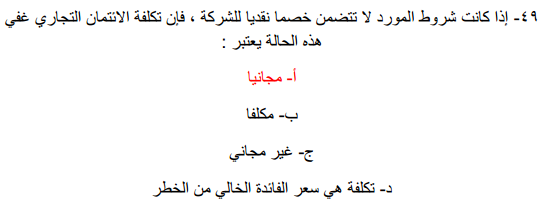 ٤٩- إذا كانت شروط المورد لا تتضمن خصما نقديا للشركة ، فإن تكلفة الائتمان التجاري غفي
هذه الحالة يعتبر :
أ- مجانيا
ب- مكلفا
ج- غير مجاني
د- تكلفة هي سعر الفائدة الخالي من الخطر